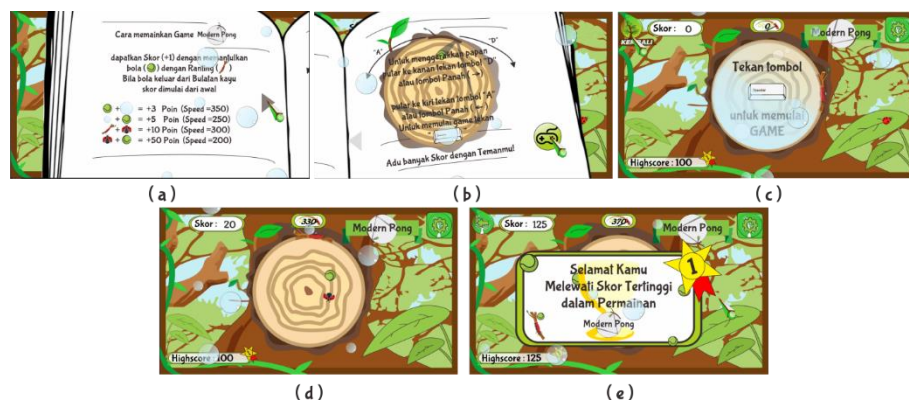 Cara memainkan Game Modern Pong
dapatkan Skor (+1) dengan memantulkan
bola ( ) dengan Ranting ( )
Bila bola keluar dari Bulatan kayu
skor dimulai dari awal
+ = +3 Poin (Speed =350)
+ = +5 Poin (Speed =250)
+ = +10 Poin (Speed =300)
+ = +50 Poin (Speed =200)
(a)
"A" "D"
Untuk menggerakkan papan
putar ke kanan tekan tombol "D"
atau tombol Panah (→)
putar ke kiri tekan tombol "A"
atau tombol Panah (←)
Untuk memulai game tekan
Adu banyak Skor dengan Temanmu!
(b)
Skor : 0
KEMBALI
Modern Pong
Tekan tombol
untuk memulai
GAME
Highscore : 100
(c)
Skor : 20
330
Modern Pong
Highscore : 100
(d)
Skor : 125
370
Modern Pong
1
Selamat Kamu
Melewati Skor Tertinggi
dalam Permainan
Modern Pong
Highscore : 125
(e)